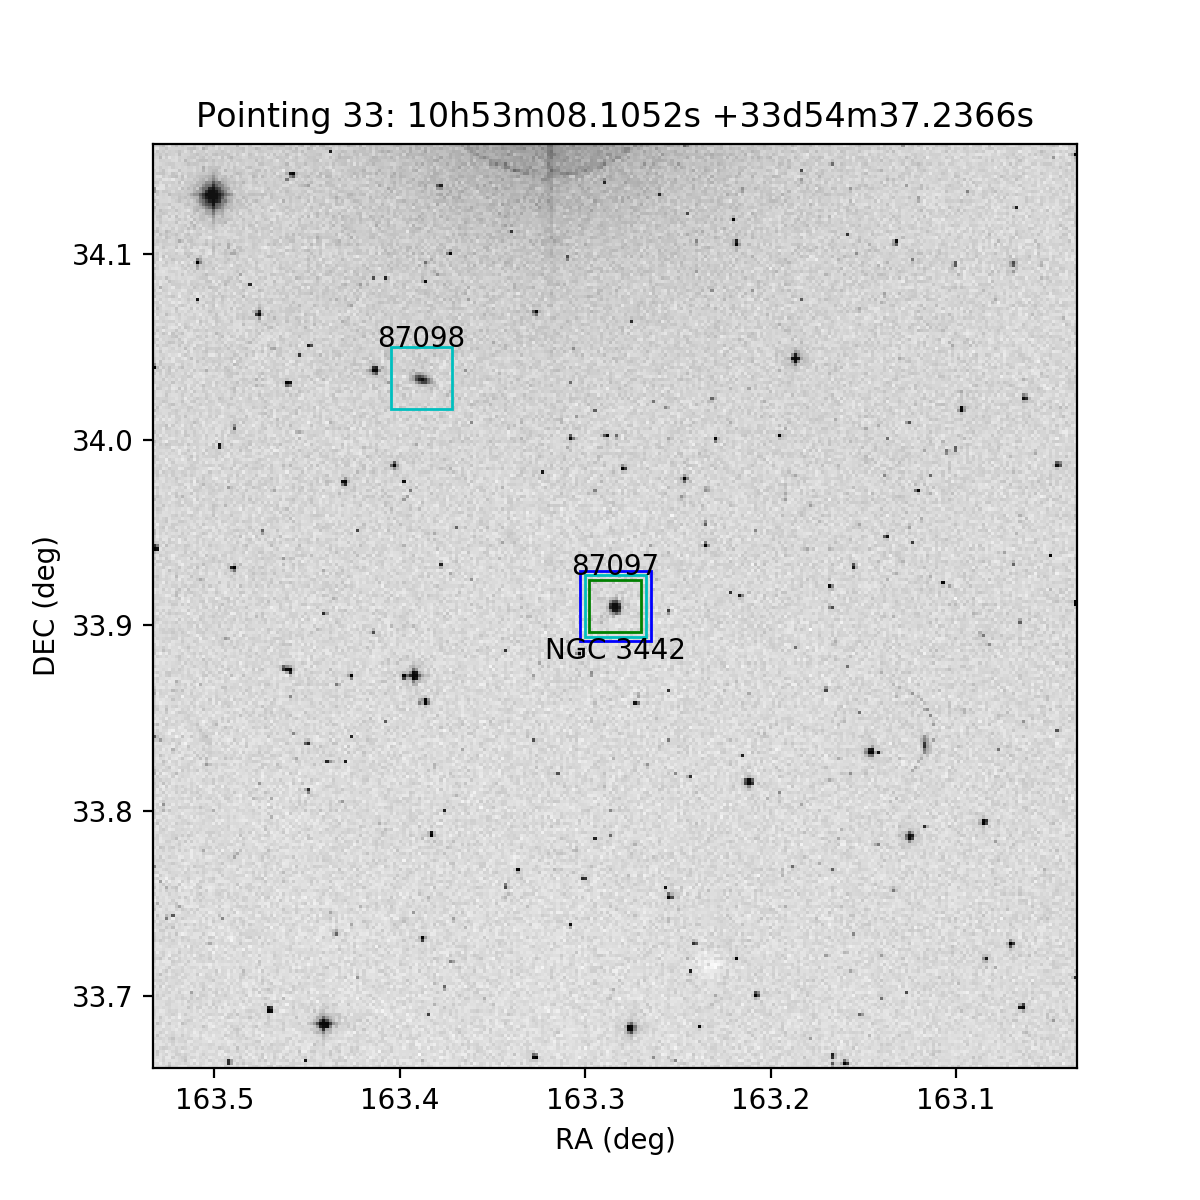 Pointing 33: 10h53m08.1052s +33d54m37.2366s
34.1
87098
34.0
87097
33.9
NGC 3442
DEC (deg)
33.8
33.7
163.5 163.4 163.3 163.2 163.1
RA (deg)